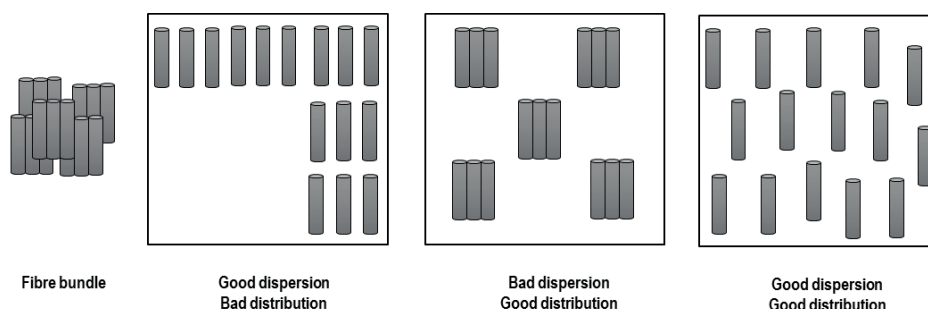 Fibre bundle
Good dispersion
Bad distribution
Bad dispersion
Good distribution
Good dispersion
Good distribution